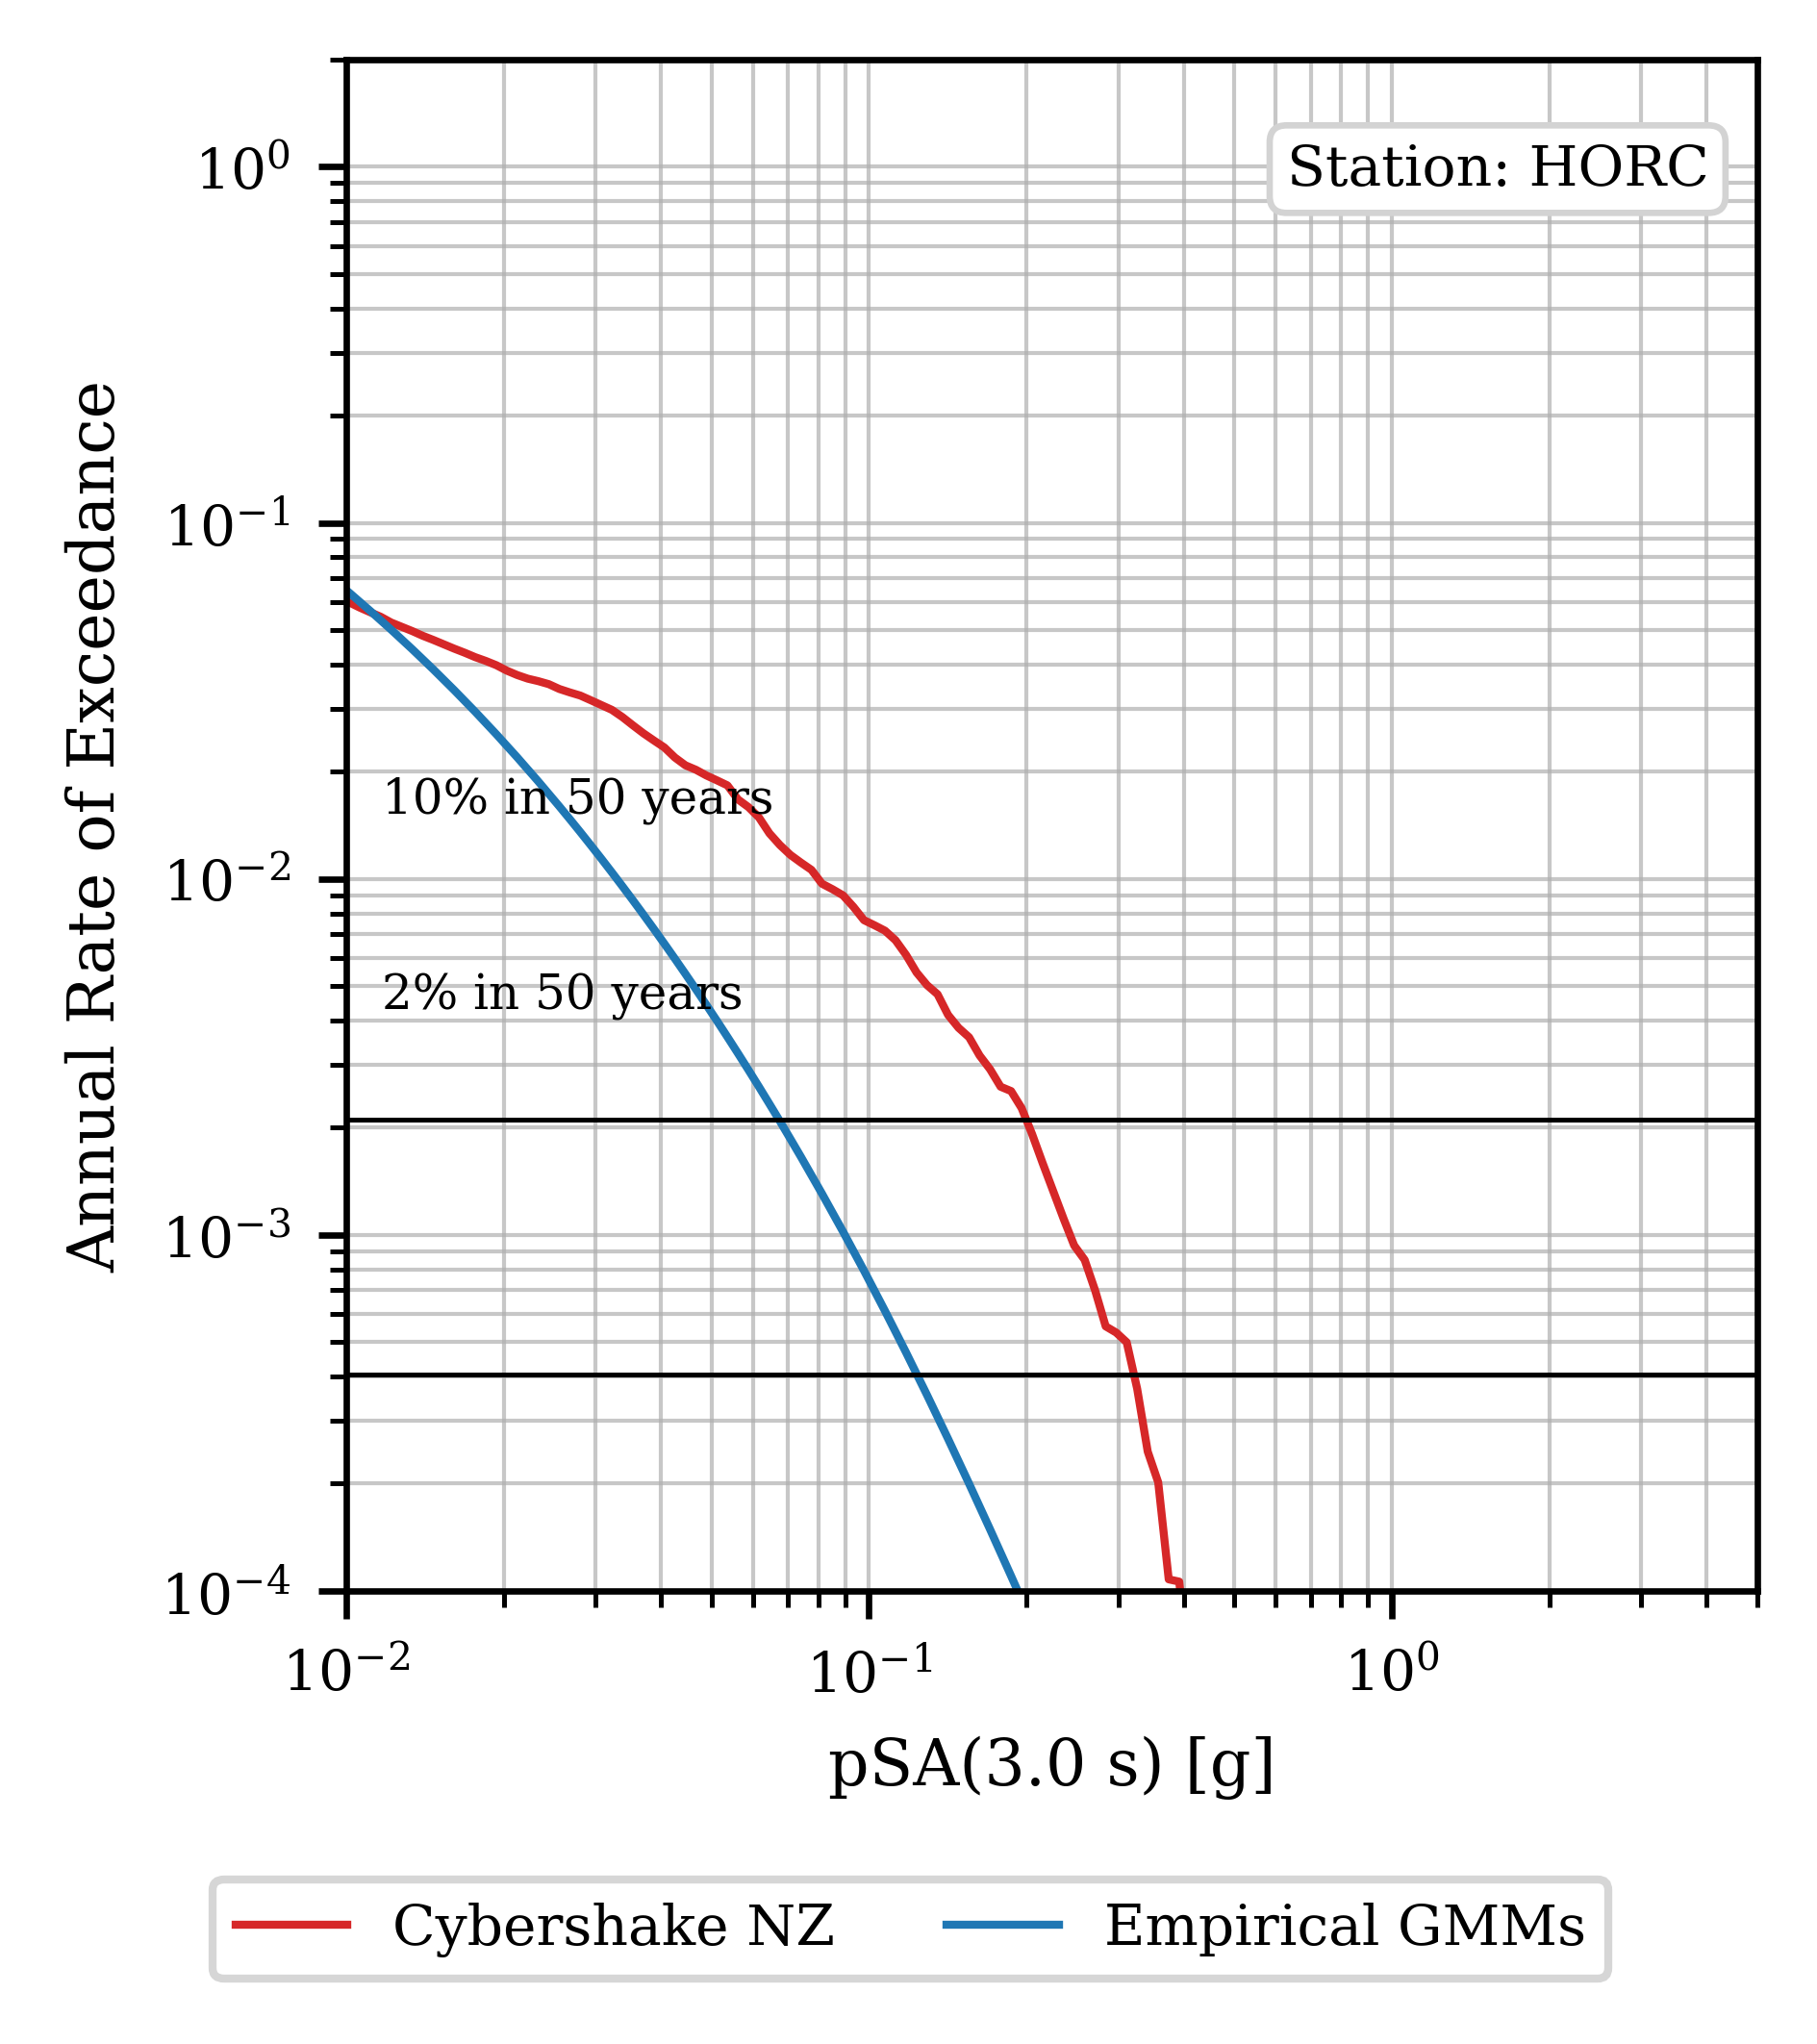 Station: HORC
10⁰
10⁻¹
10⁻²
10⁻³
10⁻⁴
Annual Rate of Exceedance
10% in 50 years
2% in 50 years
10⁻² 10⁻¹ 10⁰
pSA(3.0 s) [g]
Cybershake NZ Empirical GMMs